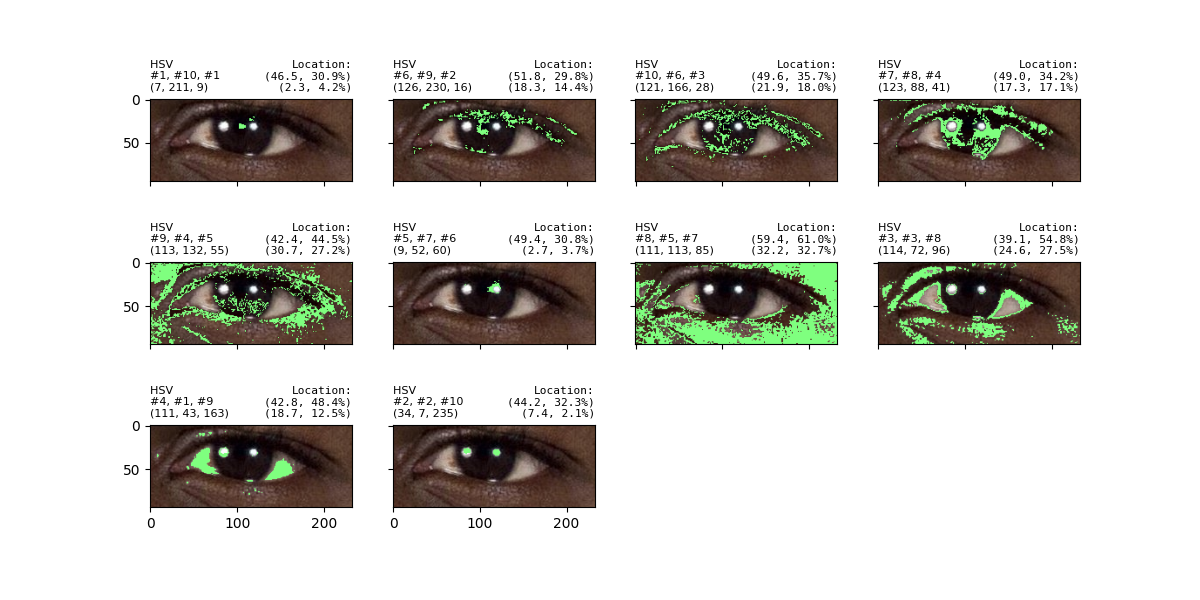 HSV Location:
#1, #10, #1 (46.5, 30.9%)
(7, 211, 9) (2.3, 4.2%)
HSV Location:
#6, #9, #2 (51.8, 29.8%)
(126, 230, 16) (18.3, 14.4%)
HSV Location:
#10, #6, #3 (49.6, 35.7%)
(121, 166, 28) (21.9, 18.0%)
HSV Location:
#7, #8, #4 (49.0, 34.2%)
(123, 88, 41) (17.3, 17.1%)
0
50
HSV Location:
#9, #4, #5 (42.4, 44.5%)
(113, 132, 55) (30.7, 27.2%)
HSV Location:
#5, #7, #6 (49.4, 30.8%)
(9, 52, 60) (2.7, 3.7%)
HSV Location:
#8, #5, #7 (59.4, 61.0%)
(111, 113, 85) (32.2, 32.7%)
HSV Location:
#3, #3, #8 (39.1, 54.8%)
(114, 72, 96) (24.6, 27.5%)
0
50
HSV Location:
#4, #1, #9 (42.8, 48.4%)
(111, 43, 163) (18.7, 12.5%)
HSV Location:
#2, #2, #10 (44.2, 32.3%)
(34, 7, 235) (7.4, 2.1%)
0
50
0 100 200
0 100 200